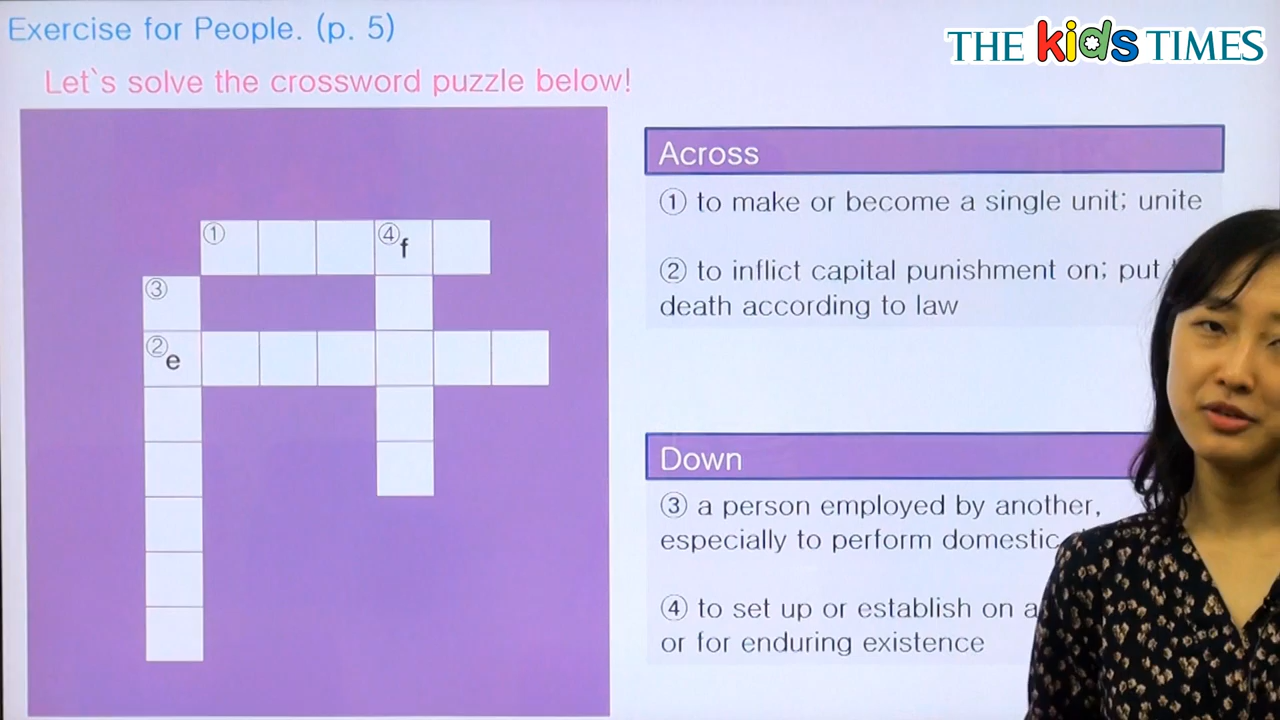 Exercise for People. (p. 5)
THE kids TIMES
Let`s solve the crossword puzzle below!
① ④ f
③
② e
Across
① to make or become a single unit; unite
② to inflict capital punishment on; put
death according to law
Down
③ a person employed by another,
especially to perform domestic
④ to set up or establish on a
or for enduring existence